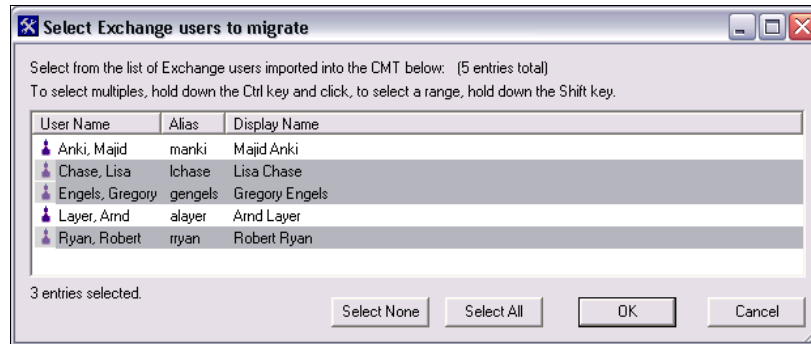 Select Exchange users to migrate
Select from the list of Exchange users imported into the CMT below: (5 entries total)
To select multiples, hold down the Ctrl key and click, to select a range, hold down the Shift key.
User Name Alias Display Name
Anki, Majid manki Majid Anki
Chase, Lisa lchase Lisa Chase
Engels, Gregory gengels Gregory Engels
Layer, Arnd alayer Arnd Layer
Ryan, Robert rryan Robert Ryan
3 entries selected.
Select None Select All OK Cancel